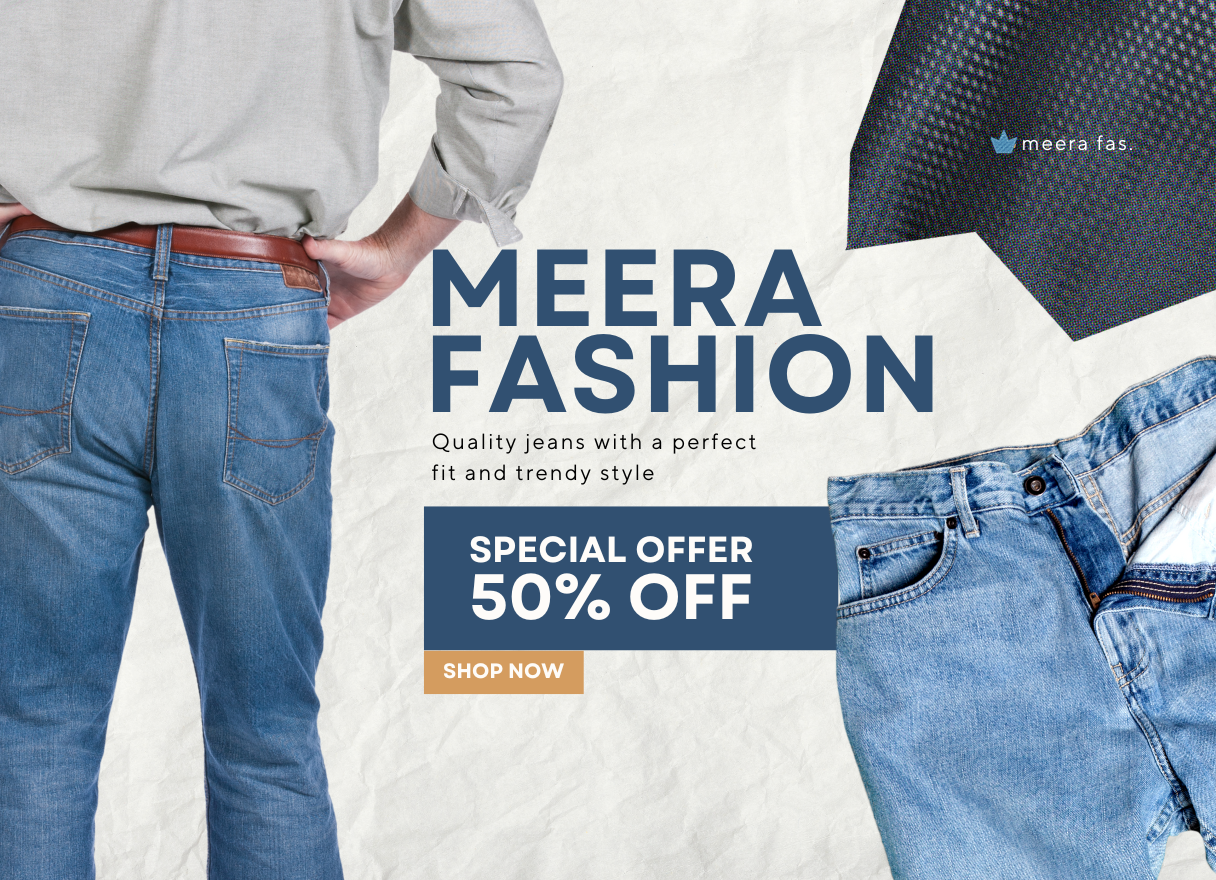 meera fas.
MEERA
FASHION
Quality jeans with a perfect
fit and trendy style
SPECIAL OFFER
50% OFF
SHOP NOW